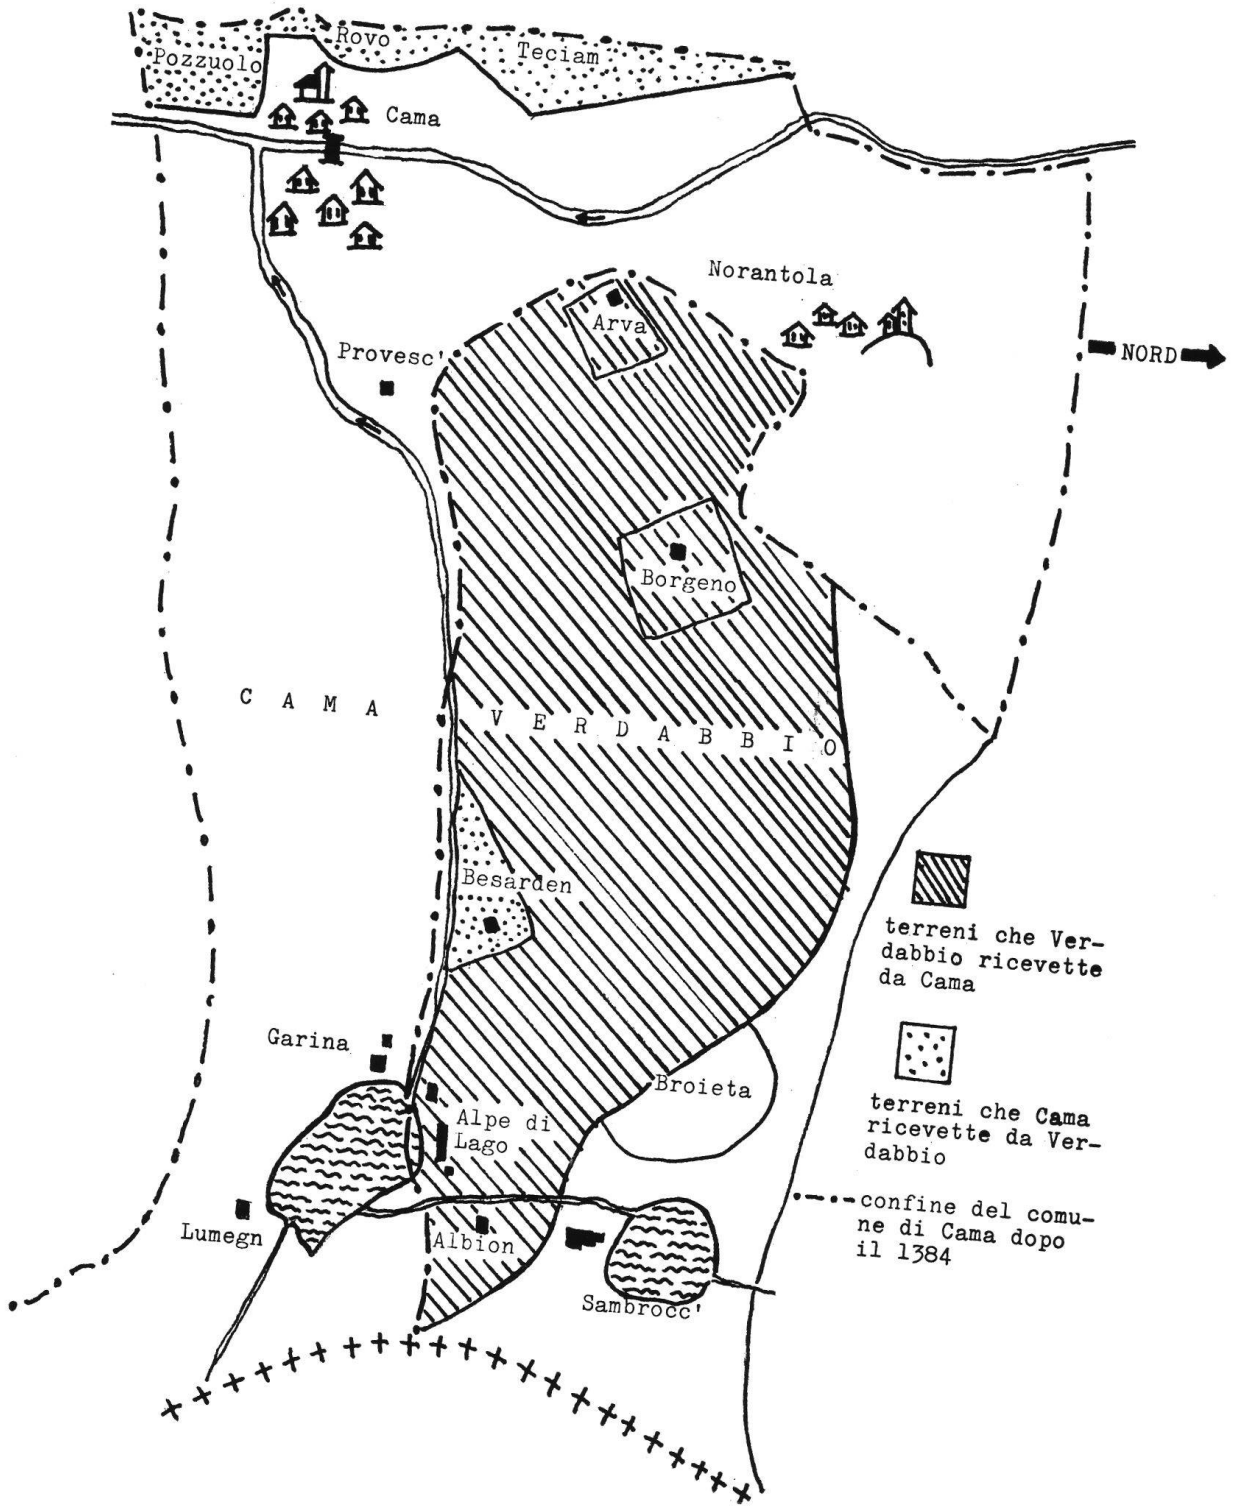 Rovo
Pozzuolo
Teciam
Cama
Norantola
Arva
Provesc'
NORD
Borgeno
C A M A
V E R D A B B I O
Besarden
terreni che Ver-
dabbio ricevette
da Cama
Garina
Broieta
Alpe di
Lago
terreni che Cama
ricevette da Ver-
dabbio
Lumegn
Albion
Sambrocc'
confine del comu-
ne di Cama dopo
il 1384